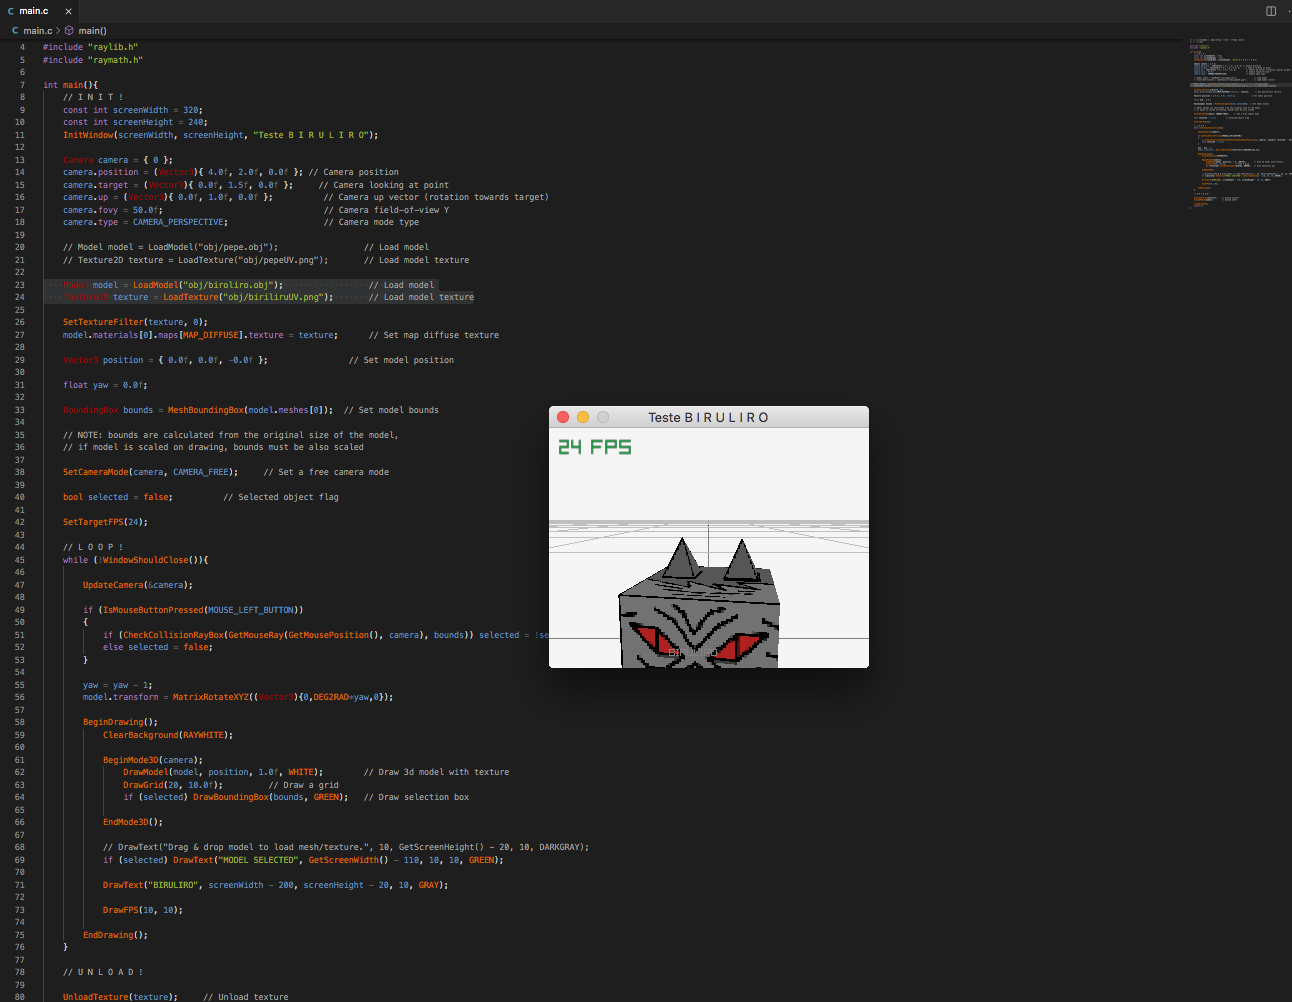 main.c
main.c > main()
4 #include "raylib.h"
5 #include "raymath.h"
6
7 int main(){
8 // I N I T !
9 const int screenWidth = 320;
10 const int screenHeight = 240;
11 InitWindow(screenWidth, screenHeight, "Teste B I R U L I R O");
12
13 Camera camera = { 0 };
14 camera.position = (Vector3){ 4.0f, 2.0f, 0.0f }; // Camera position
15 camera.target = (Vector3){ 0.0f, 1.5f, 0.0f }; // Camera looking at point
16 camera.up = (Vector3){ 0.0f, 1.0f, 0.0f }; // Camera up vector (rotation towards target)
17 camera.fovy = 50.0f; // Camera field-of-view Y
18 camera.type = CAMERA_PERSPECTIVE; // Camera mode type
19
20 // Model model = LoadModel("obj/pepe.obj"); // Load model
21 // Texture2D texture = LoadTexture("obj/pepeUV.png"); // Load model texture
22
23 Model model = LoadModel("obj/biroliro.obj"); // Load model
24 Texture2D texture = LoadTexture("obj/biriliruUV.png"); // Load model texture
25
26 SetTextureFilter(texture, 0);
27 model.materials[0].maps[MAP_DIFFUSE].texture = texture; // Set map diffuse texture
28
29 Vector3 position = { 0.0f, 0.0f, -0.0f }; // Set model position
30
31 float yaw = 0.0f;
32
33 BoundingBox bounds = MeshBoundingBox(model.meshes[0]); // Set model bounds
34
35 // NOTE: bounds are calculated from the original size of the model,
36 // if model is scaled on drawing, bounds must be also scaled
37
38 SetCameraMode(camera, CAMERA_FREE); // Set a free camera mode
39
40 bool selected = false; // Selected object flag
41
42 SetTargetFPS(24);
43
44 // L O O P !
45 while (!WindowShouldClose()){
46
47 UpdateCamera(&camera);
48
49 if (IsMouseButtonPressed(MOUSE_LEFT_BUTTON))
50 {
51 if (CheckCollisionRayBox(GetMouseRay(GetMousePosition(), camera), bounds)) selected = !se
52 else selected = false;
53 }
54
55 yaw = yaw - 1;
56 model.transform = MatrixRotateXYZ((Vector3){0,DEG2RAD*yaw,0});
57
58 BeginDrawing();
59 ClearBackground(RAYWHITE);
60
61 BeginMode3D(camera);
62 DrawModel(model, position, 1.0f, WHITE); // Draw 3d model with texture
63 DrawGrid(20, 10.0f); // Draw a grid
64 if (selected) DrawBoundingBox(bounds, GREEN); // Draw selection box
65
66 EndMode3D();
67
68 // DrawText("Drag & drop model to load mesh/texture.", 10, GetScreenHeight() - 20, 10, DARKGRAY);
69 if (selected) DrawText("MODEL SELECTED", GetScreenWidth() - 110, 10, 10, GREEN);
70
71 DrawText("BIRULIRO", screenWidth - 200, screenHeight - 20, 10, GRAY);
72
73 DrawFPS(10, 10);
74
75 EndDrawing();
76 }
77
78 // U N L O A D !
79
80 UnloadTexture(texture); // Unload texture
Teste B I R U L I R O
24 FPS
BIRULIRO